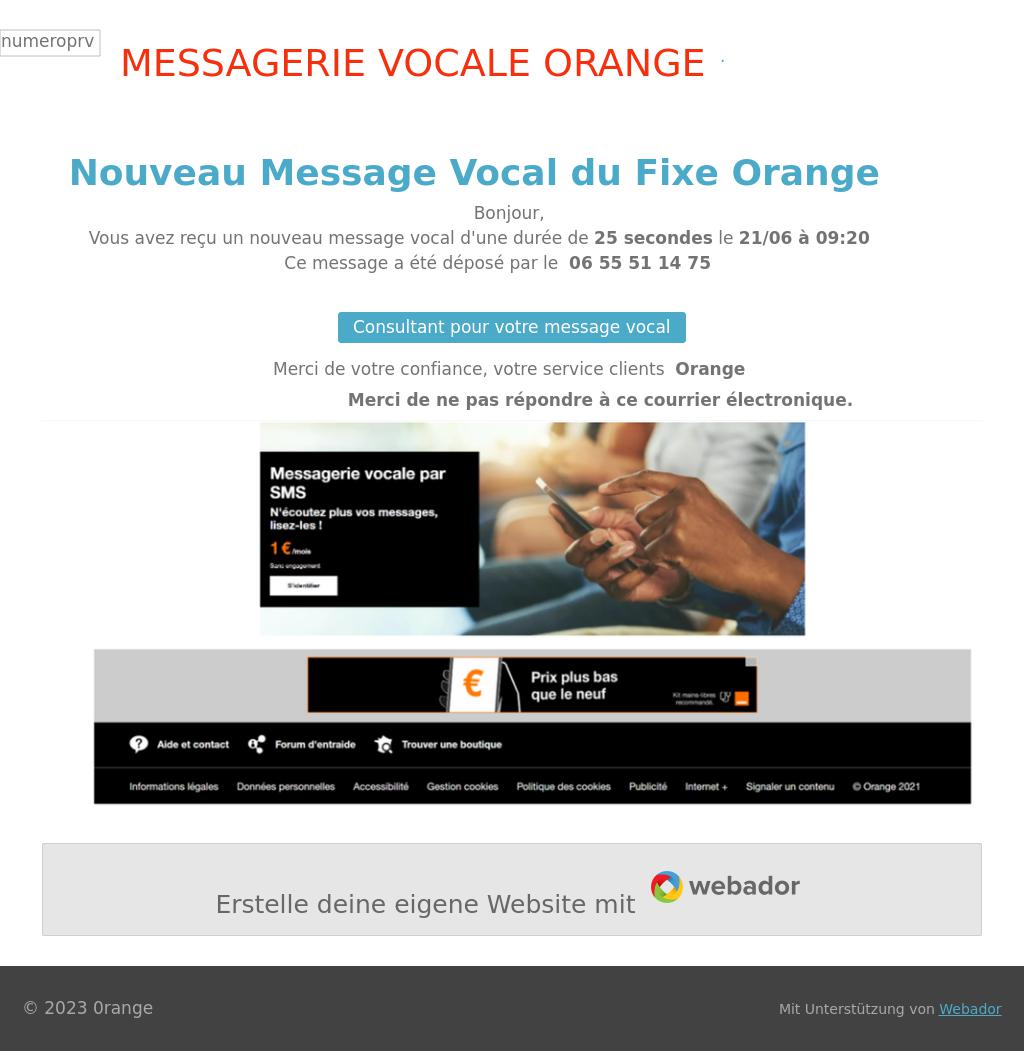 numeroprv
MESSAGERIE VOCALE ORANGE .
Nouveau Message Vocal du Fixe Orange
Bonjour,
Vous avez reçu un nouveau message vocal d'une durée de 25 secondes le 21/06 à 09:20
Ce message a été déposé par le 06 55 51 14 75
Consultant pour votre message vocal
Merci de votre confiance, votre service clients Orange
Merci de ne pas répondre à ce courrier électronique.
Messagerie vocale par
SMS
N'écoutez plus vos messages,
lisez-les !
1 €/mois
Sans engagement
S'identifier
€
Prix plus bas
que le neuf
Kit mains-libres
recommandé.
Aide et contact Forum d'entraide Trouver une boutique
Informations légales Données personnelles Accessibilité Gestion cookies Politique des cookies Publicité Internet + Signaler un contenu © Orange 2021
Erstelle deine eigene Website mit webador
© 2023 0range
Mit Unterstützung von Webador